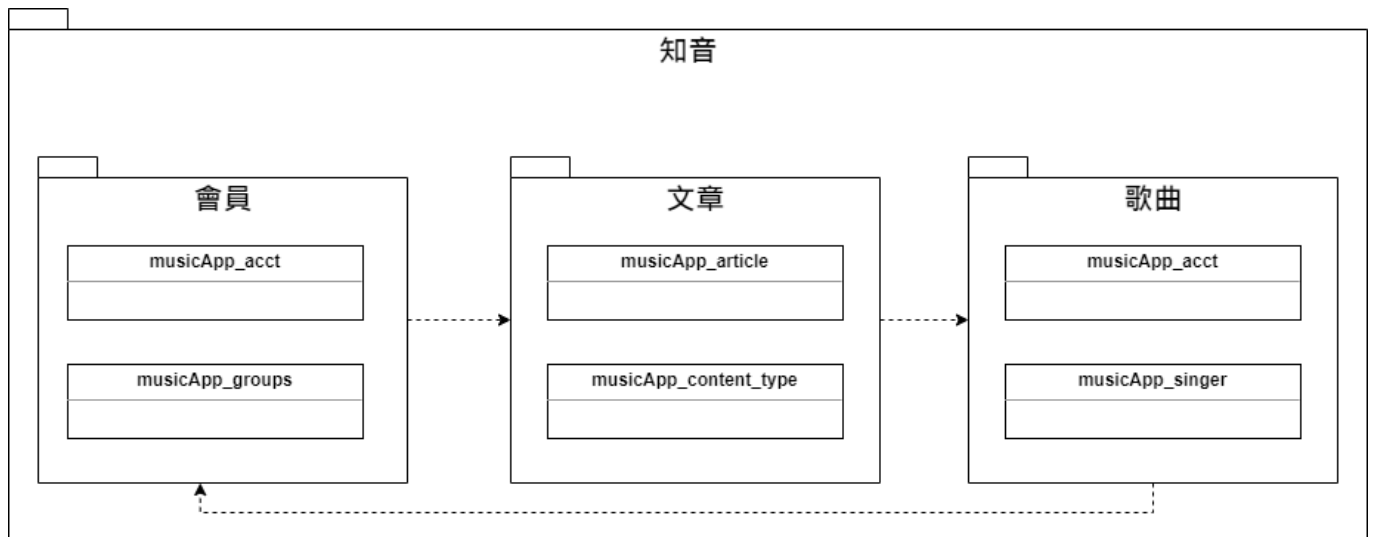 知音
會員
musicApp_acct
musicApp_groups
文章
musicApp_article
musicApp_content_type
歌曲
musicApp_acct
musicApp_singer